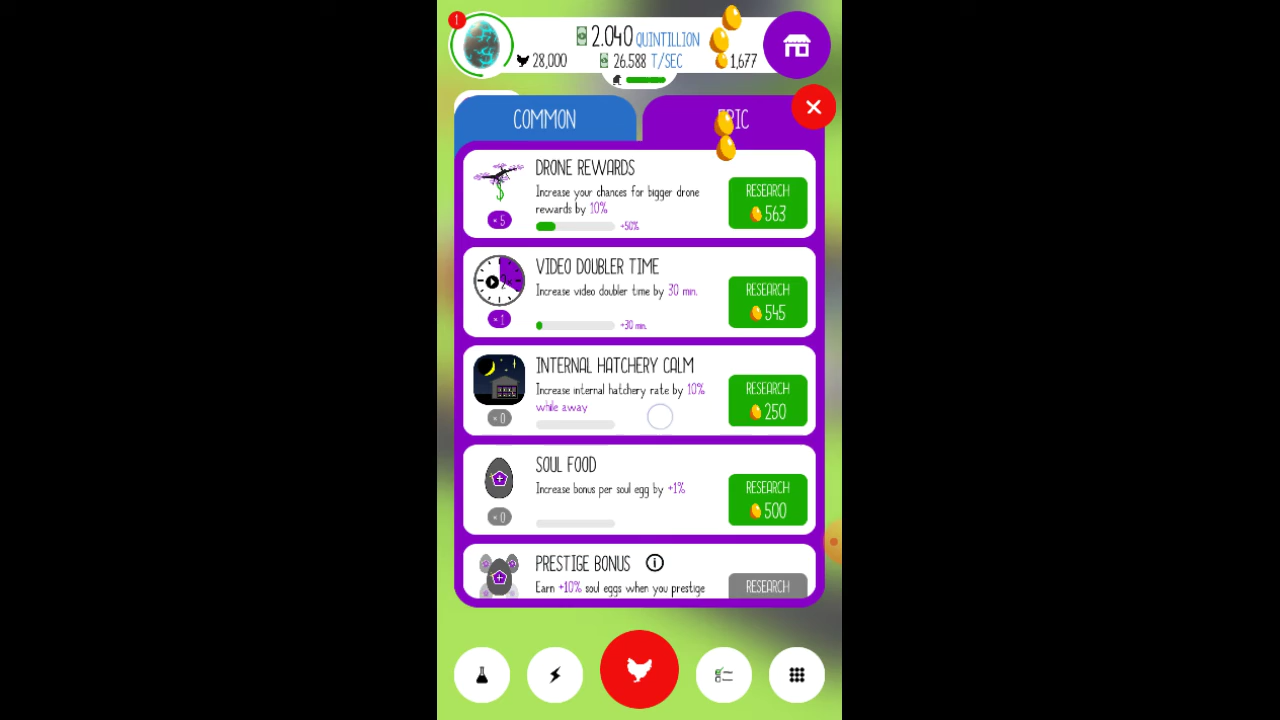 1
2.040 QUINTILLION
28,000
26.588 T/SEC
1,677
COMMON
DRONE REWARDS
Increase your chances for bigger drone
rewards by 10%
× 5
+50%
RESEARCH
563
VIDEO DOUBLER TIME
Increase video doubler time by 30 min.
× 1
+30 min.
RESEARCH
545
INTERNAL HATCHERY CALM
Increase internal hatchery rate by 10%
while away
× 0
RESEARCH
250
SOUL FOOD
Increase bonus per soul egg by +1%
× 0
RESEARCH
500
PRESTIGE BONUS
Earn +10% soul eggs when you prestige
RESEARCH